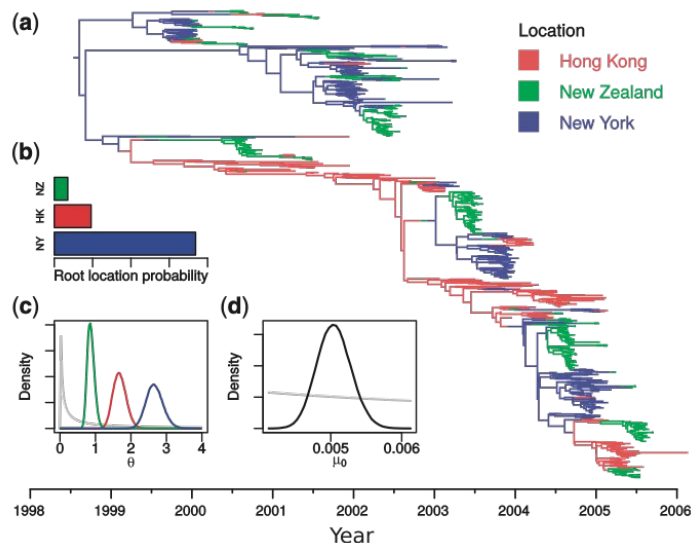 (a)
Location
Hong Kong
New Zealand
New York
(b)
NZ
HK
NY
Root location probability
(c)
Density
0 1 2 3 4
θ
(d)
Density
0.005 0.006
μ0
1998 1999 2000 2001 2002 2003 2004 2005 2006
Year